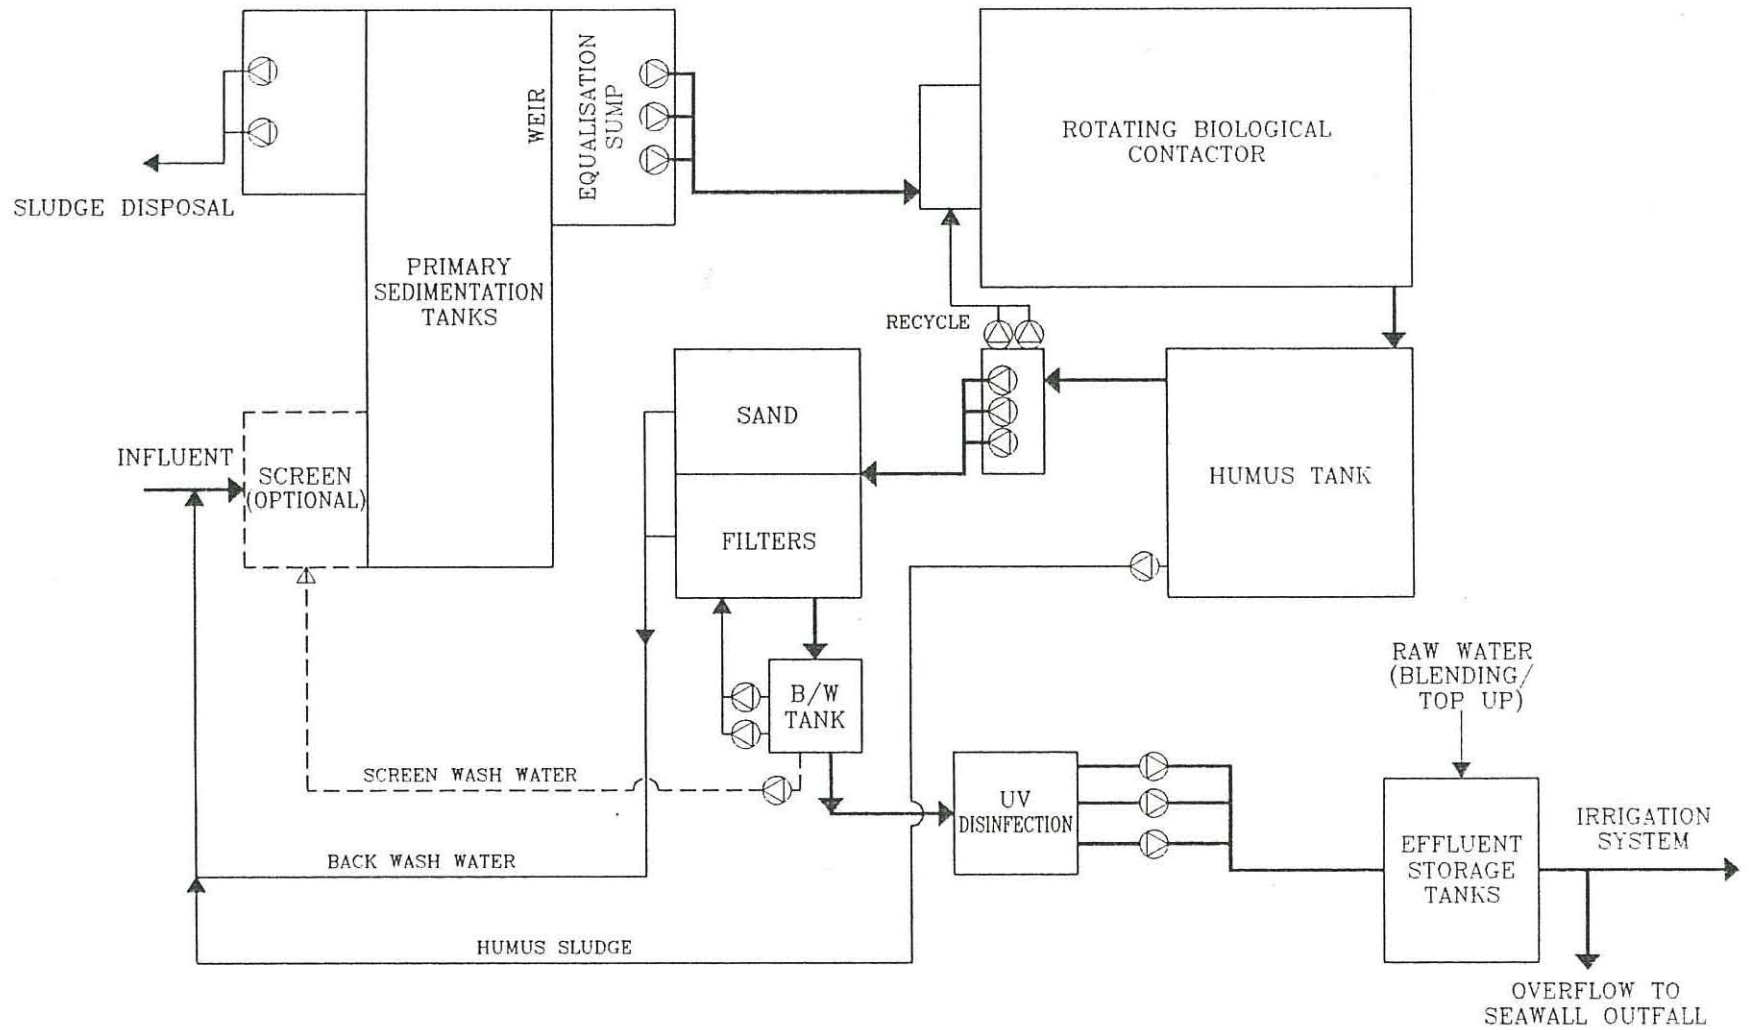 WEIR
EQUALISATION
SUMP
ROTATING BIOLOGICAL
CONTACTOR
SLUDGE DISPOSAL
PRIMARY
SEDIMENTATION
TANKS
RECYCLE
SAND
FILTERS
INFLUENT
SCREEN
(OPTIONAL)
HUMUS TANK
B/W
TANK
RAW WATER
(BLENDING/
TOP UP)
SCREEN WASH WATER
UV
DISINFECTION
IRRIGATION
SYSTEM
EFFLUENT
STORAGE
TANKS
BACK WASH WATER
HUMUS SLUDGE
OVERFLOW TO
SEAWALL OUTFALL